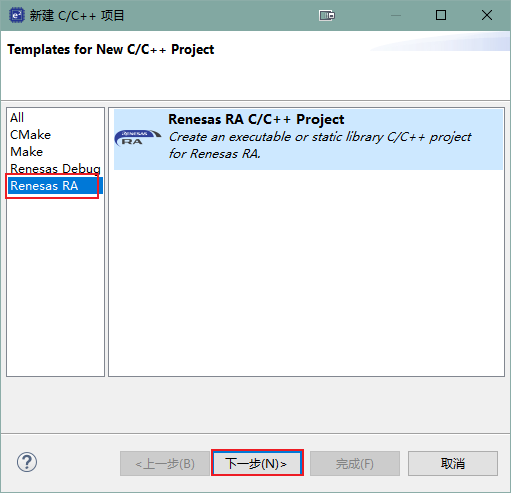 e²
新建 C/C++ 项目
Templates for New C/C++ Project
All
CMake
Make
Renesas Debug
Renesas RA
RENESAS
RA
Renesas RA C/C++ Project
Create an executable or static library C/C++ project
for Renesas RA.
?
<上一步(B)
下一步(N)>
完成(F)
取消